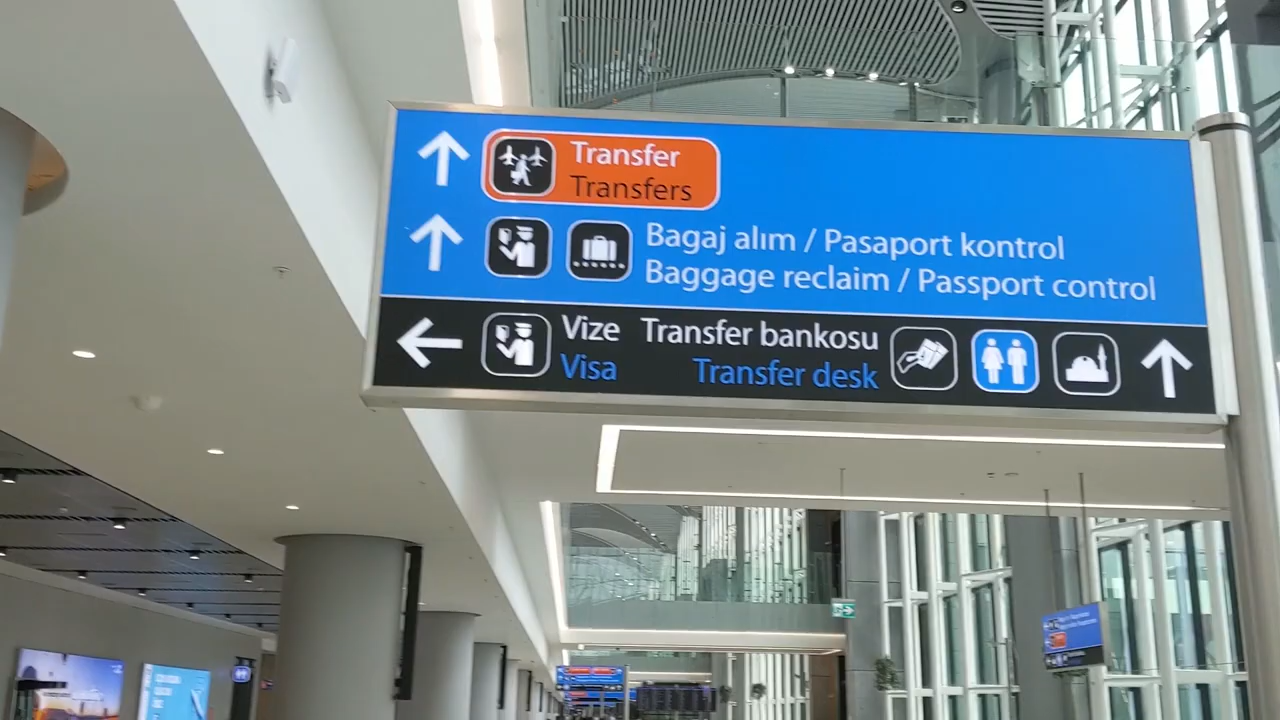 Transfer
Transfers
Bagaj alım / Pasaport kontrol
Baggage reclaim / Passport control
Vize Transfer bankosu
Visa Transfer desk